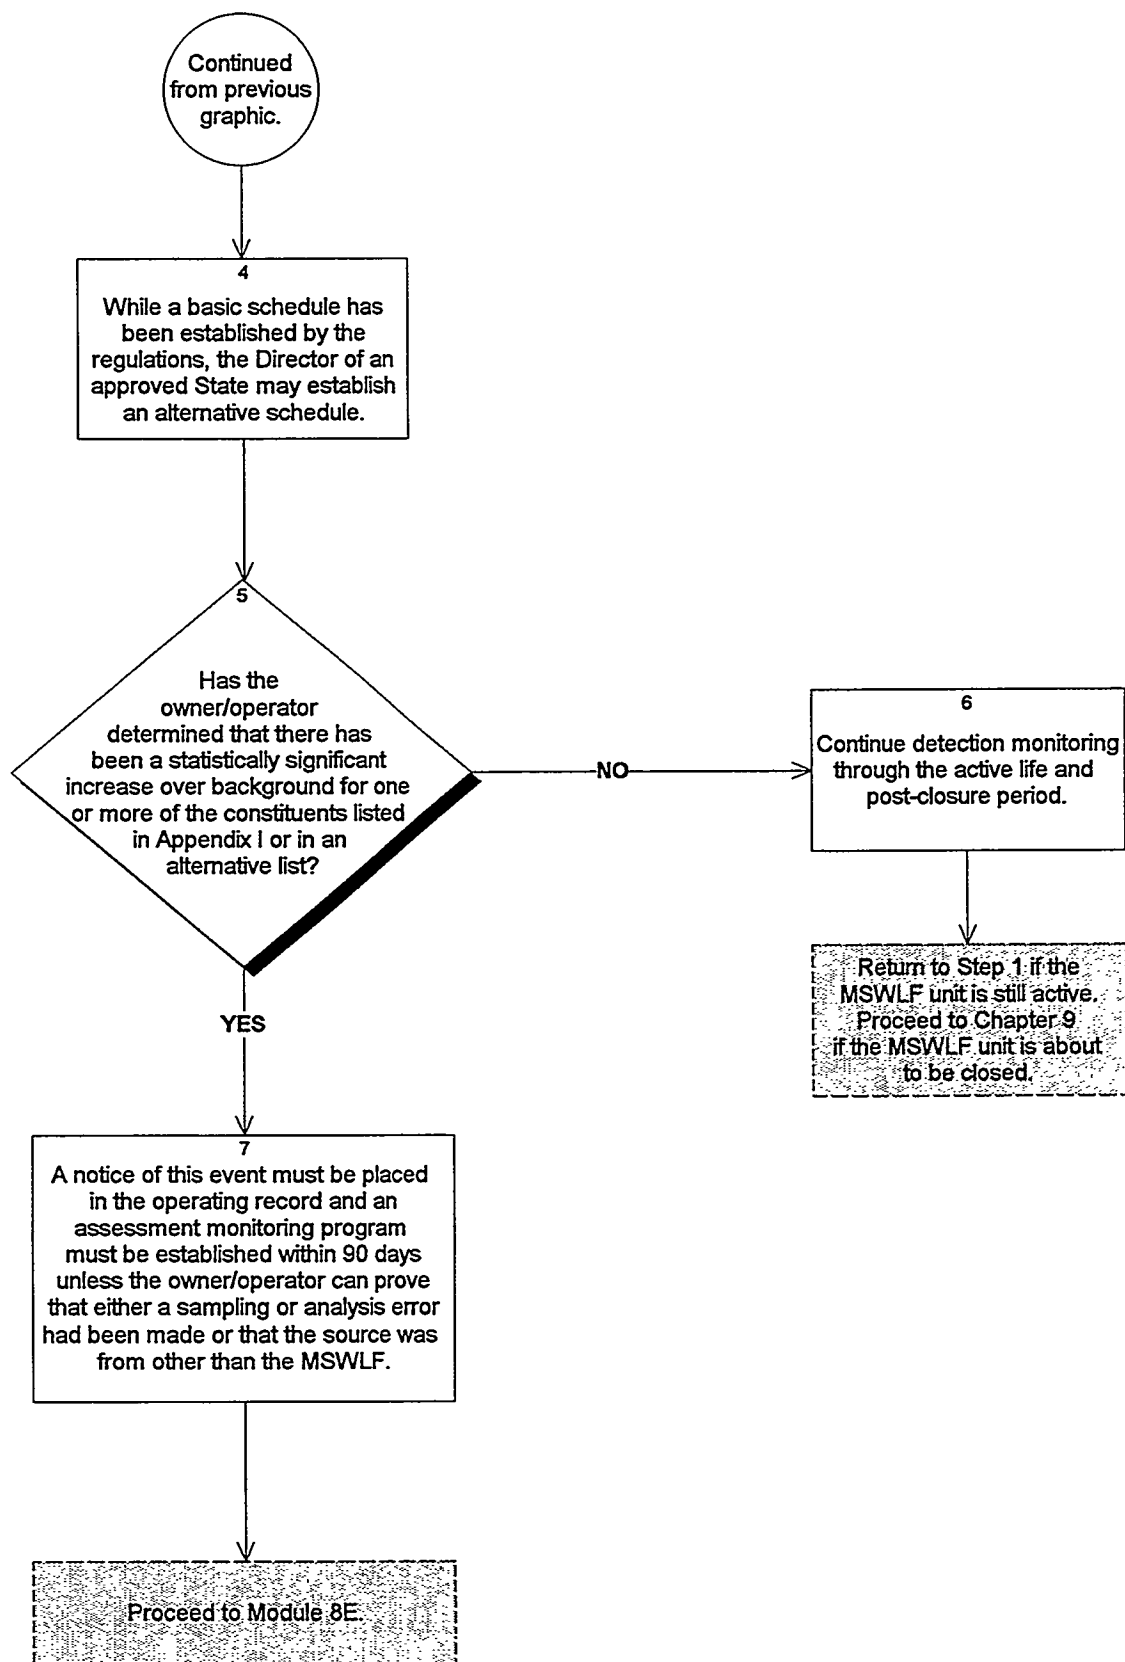 Continued
from previous
graphic.
4
While a basic schedule has
been established by the
regulations, the Director of an
approved State may establish
an alternative schedule.
5
Has the
owner/operator
determined that there has
been a statistically significant
increase over background for one
or more of the constituents listed
in Appendix I or in an
alternative list?
NO
6
Continue detection monitoring
through the active life and
post-closure period.
Return to Step 1 if the
MSWLF unit is still active.
Proceed to Chapter 9
if the MSWLF unit is about
to be closed.
YES
7
A notice of this event must be placed
in the operating record and an
assessment monitoring program
must be established within 90 days
unless the owner/operator can prove
that either a sampling or analysis error
had been made or that the source was
from other than the MSWLF.
Proceed to Module 8E.